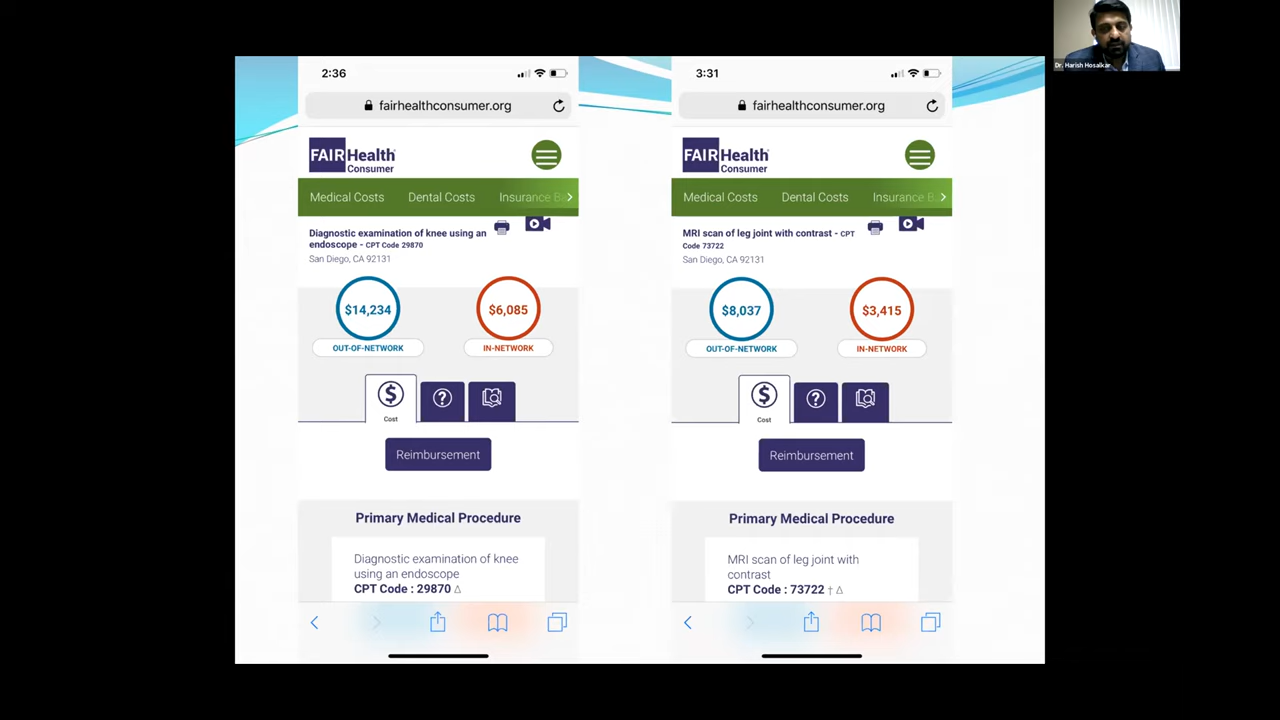 Dr. Harish Hosalkar
2:36
fairhealthconsumer.org
FAIR Health
Consumer
Medical Costs Dental Costs Insurance
Diagnostic examination of knee using an
endoscope - CPT Code 29870
San Diego, CA 92131
$14,234 $6,085
OUT-OF-NETWORK IN-NETWORK
$ ?
Cost
Reimbursement
Primary Medical Procedure
Diagnostic examination of knee
using an endoscope
CPT Code : 29870 Δ
3:31
fairhealthconsumer.org
FAIR Health
Consumer
Medical Costs Dental Costs Insurance
MRI scan of leg joint with contrast - CPT
Code 73722
San Diego, CA 92131
$8,037 $3,415
OUT-OF-NETWORK IN-NETWORK
$ ?
Cost
Reimbursement
Primary Medical Procedure
MRI scan of leg joint with
contrast
CPT Code : 73722 † Δ